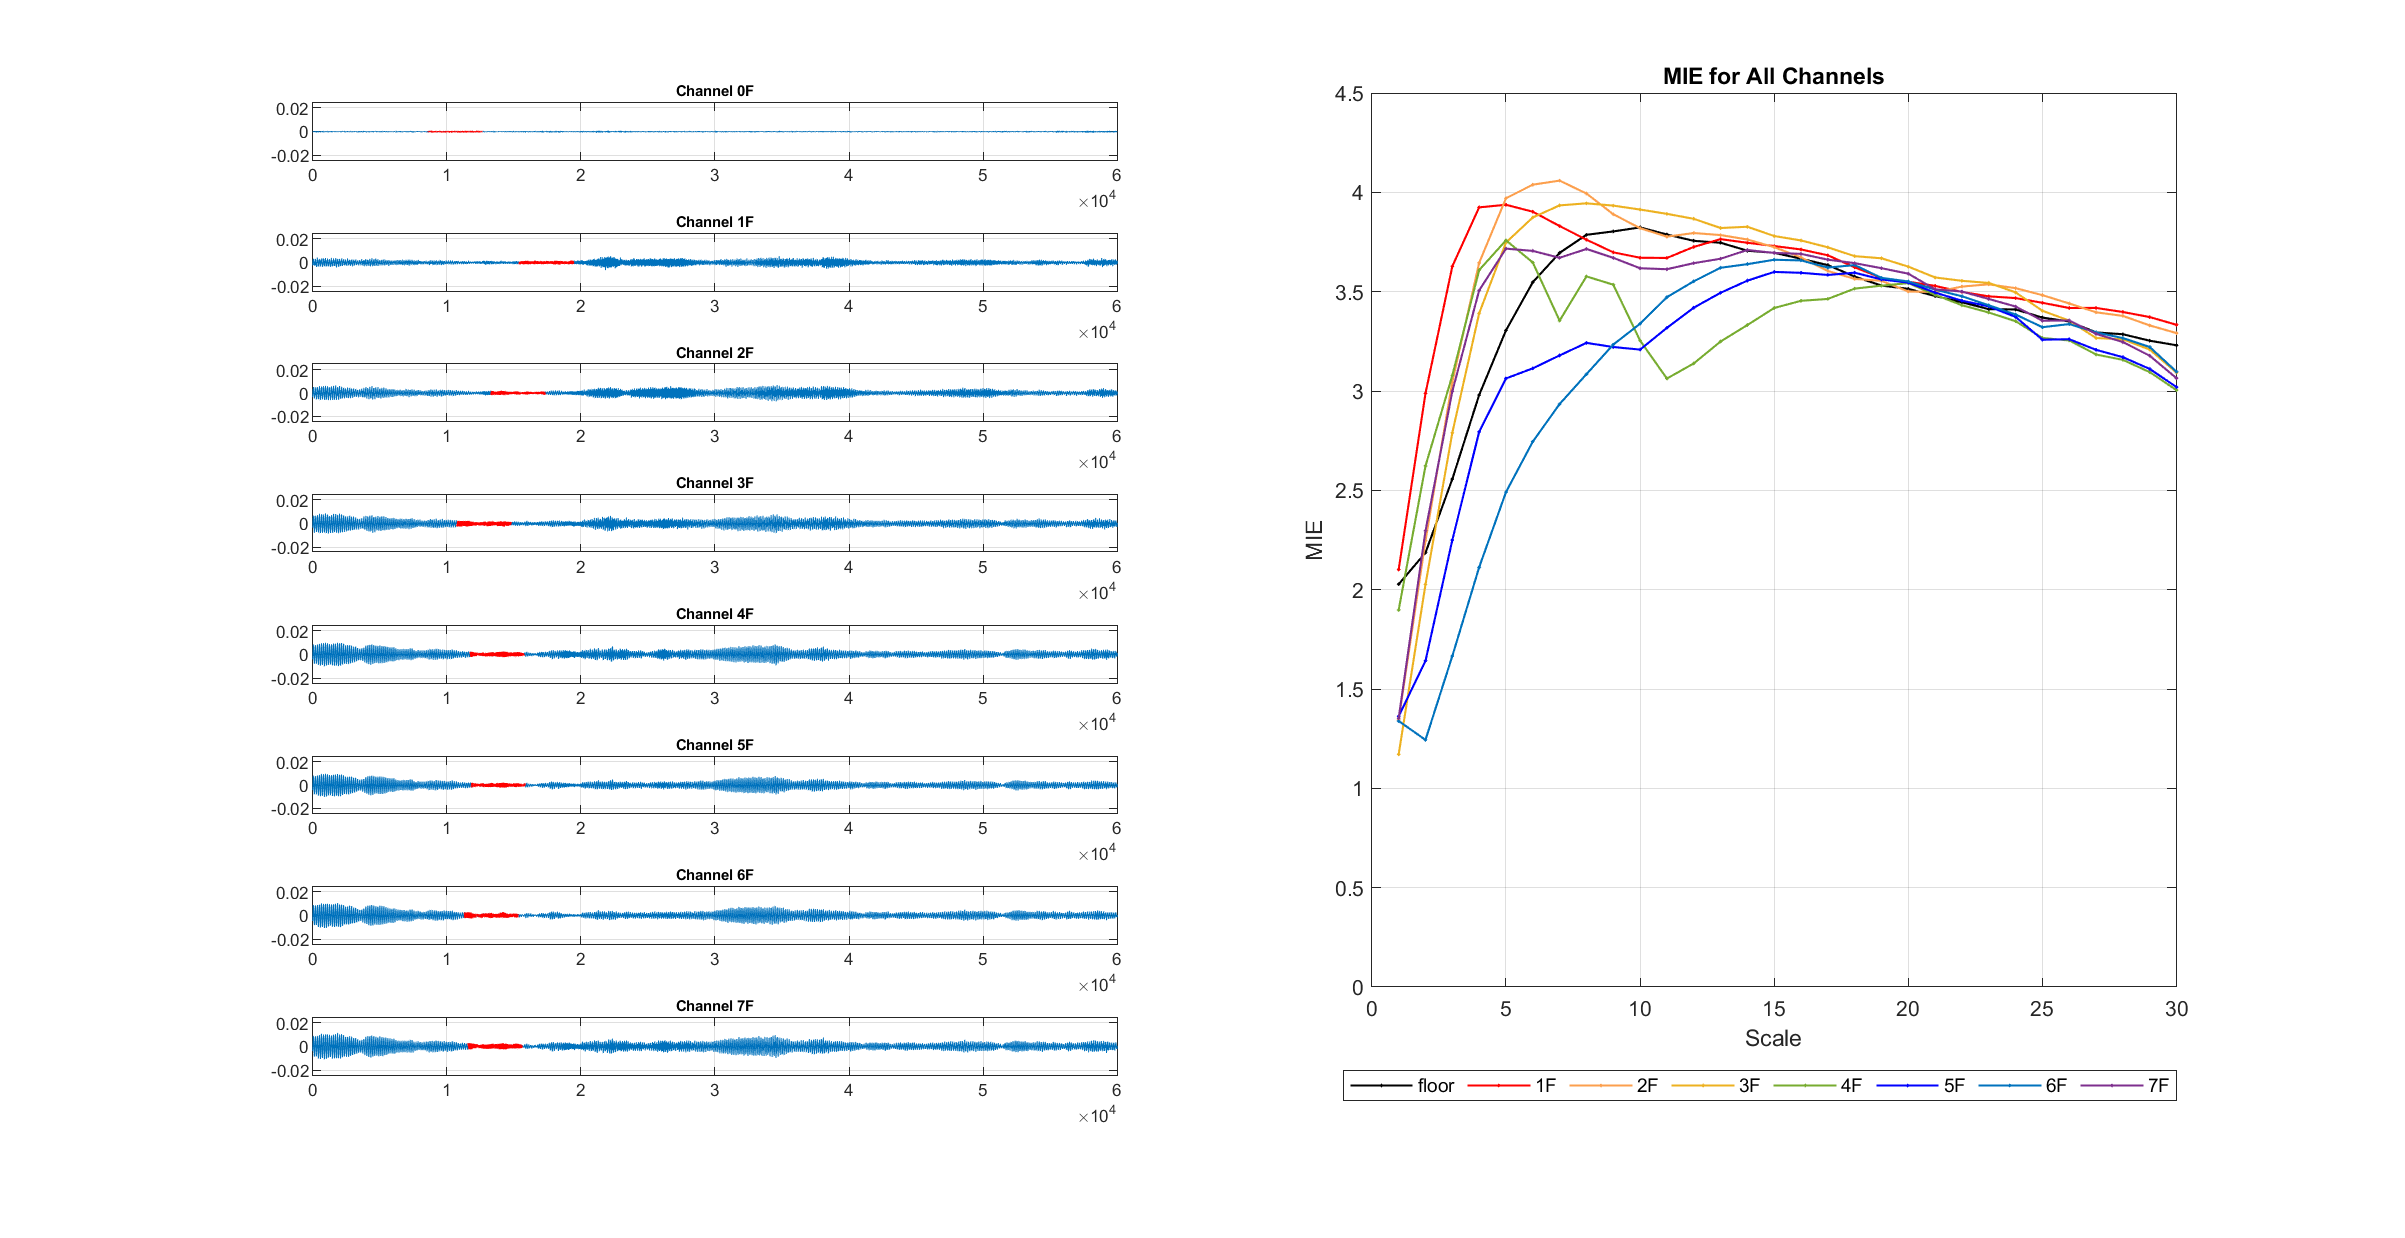 Channel 0F
0.02
0
-0.02
0 1 2 3 4 5 6
×10^4
Channel 1F
0.02
0
-0.02
0 1 2 3 4 5 6
×10^4
Channel 2F
0.02
0
-0.02
0 1 2 3 4 5 6
×10^4
Channel 3F
0.02
0
-0.02
0 1 2 3 4 5 6
×10^4
Channel 4F
0.02
0
-0.02
0 1 2 3 4 5 6
×10^4
Channel 5F
0.02
0
-0.02
0 1 2 3 4 5 6
×10^4
Channel 6F
0.02
0
-0.02
0 1 2 3 4 5 6
×10^4
Channel 7F
0.02
0
-0.02
0 1 2 3 4 5 6
×10^4
MIE for All Channels
4.5
4
3.5
3
2.5
2
1.5
1
0.5
0
MIE
0 5 10 15 20 25 30
Scale
floor 1F 2F 3F 4F 5F 6F 7F